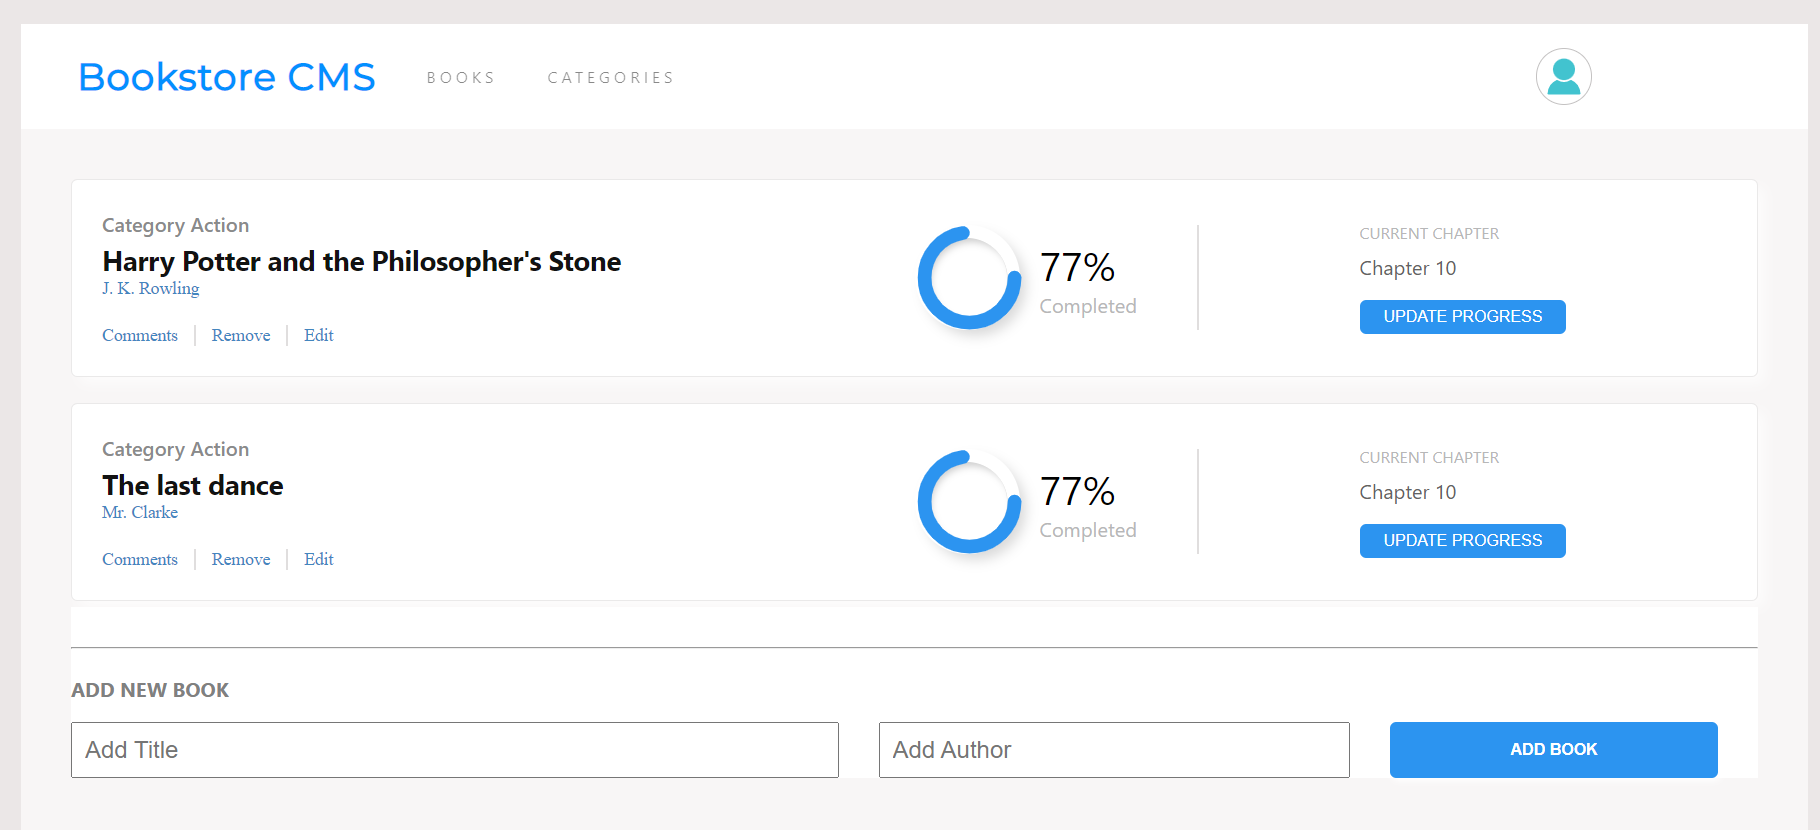 Bookstore CMS BOOKS CATEGORIES
Category Action
Harry Potter and the Philosopher's Stone
J. K. Rowling
Comments Remove Edit
77%
Completed
CURRENT CHAPTER
Chapter 10
UPDATE PROGRESS
Category Action
The last dance
Mr. Clarke
Comments Remove Edit
77%
Completed
CURRENT CHAPTER
Chapter 10
UPDATE PROGRESS
ADD NEW BOOK
Add Title Add Author ADD BOOK